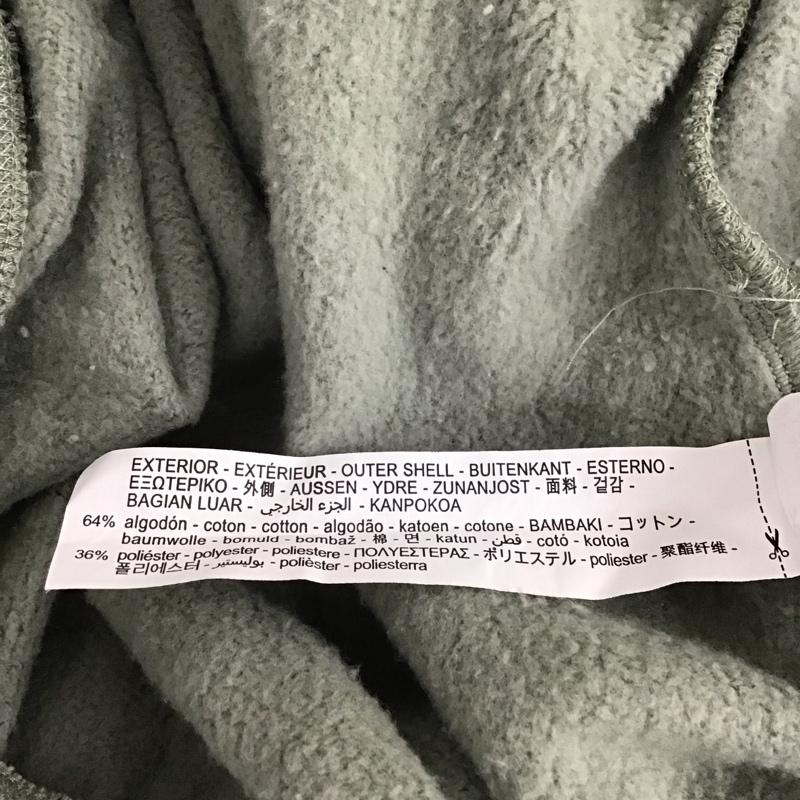 EXTERIOR - EXTÉRIEUR - OUTER SHELL - BUITENKANT - ESTERNO -
ΕΞΩΤΕΡΙΚΟ - 外側 - AUSSEN - YDRE - ZUNANJOST - 面料 - 겉감 -
BAGIAN LUAR - الجزء الخارجي - KANPOKOA
64% algodón - coton - cotton - algodão - katoen - cotone - ΒΑΜΒΑΚΙ - コットン -
baumwolle - bomuld - bombaž - 棉 - 면 - katun - قطن - cotó - kotoia
36% poliéster - polyester - poliestere - ΠΟΛΥΕΣΤΕΡΑΣ - ポリエステル - poliester - 聚酯纤维 -
폴리에스터 - بوليستير - polièster - poliesterra